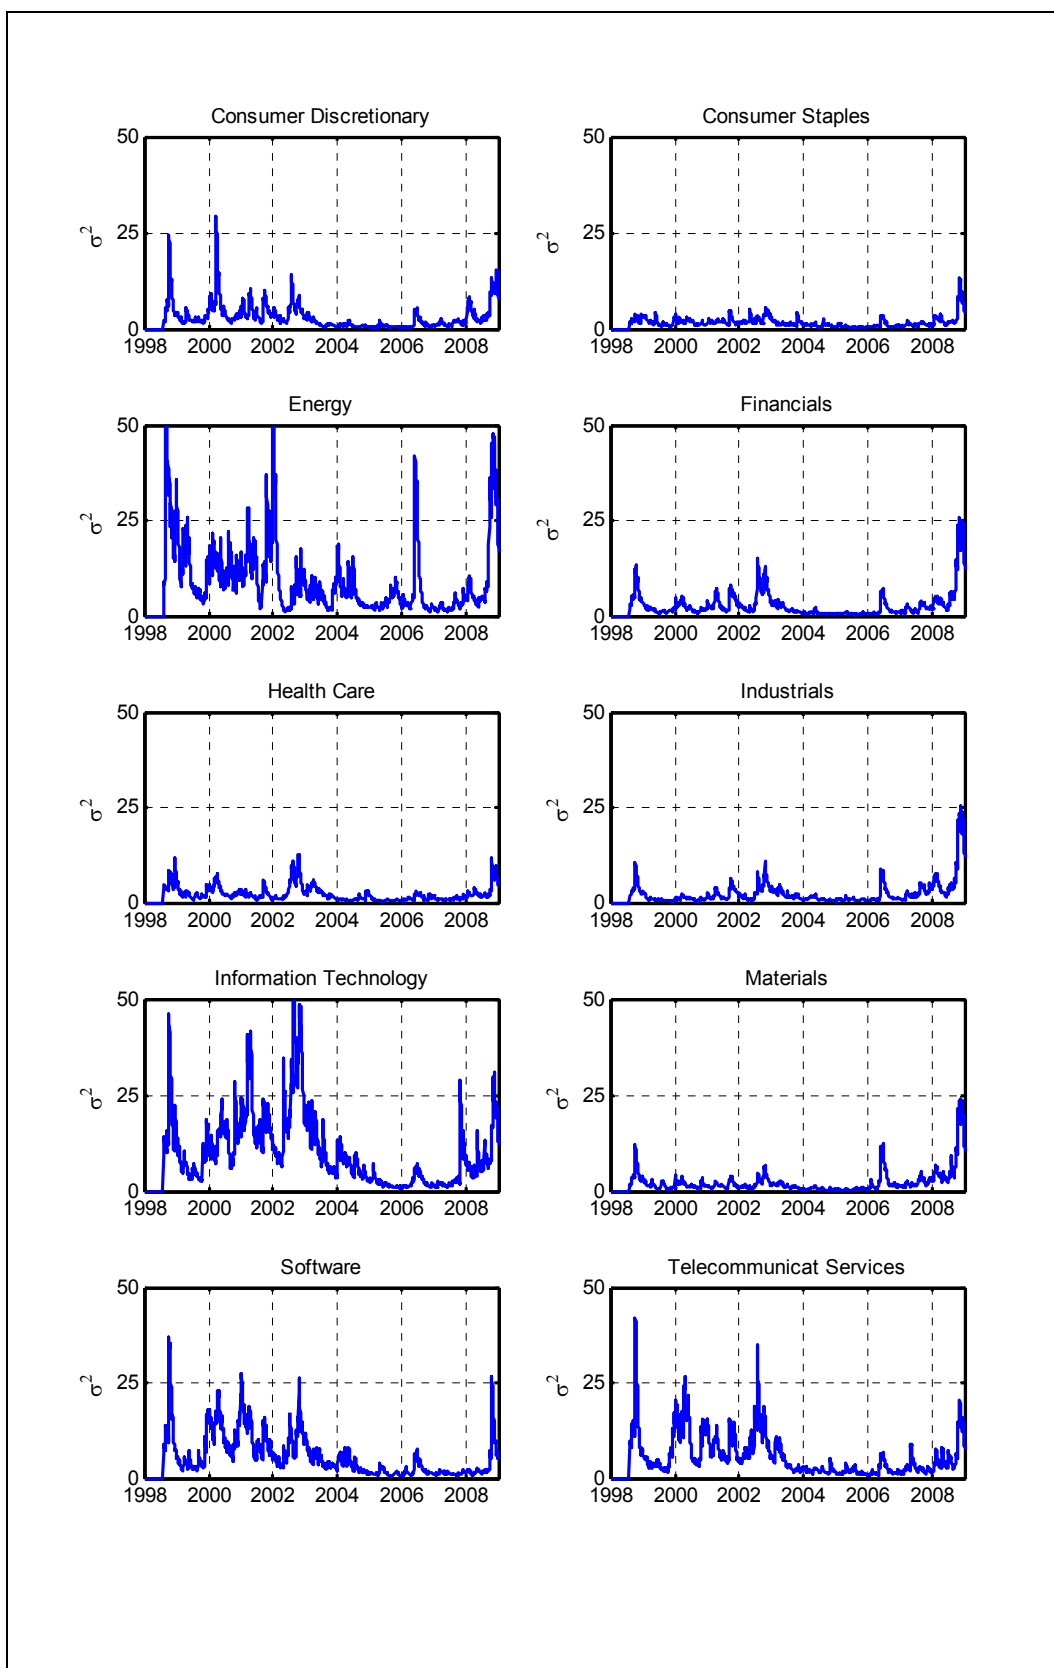 Consumer Discretionary
50
25
0
σ²
1998 2000 2002 2004 2006 2008
Consumer Staples
50
25
0
σ²
1998 2000 2002 2004 2006 2008
Energy
50
25
0
σ²
1998 2000 2002 2004 2006 2008
Financials
50
25
0
σ²
1998 2000 2002 2004 2006 2008
Health Care
50
25
0
σ²
1998 2000 2002 2004 2006 2008
Industrials
50
25
0
σ²
1998 2000 2002 2004 2006 2008
Information Technology
50
25
0
σ²
1998 2000 2002 2004 2006 2008
Materials
50
25
0
σ²
1998 2000 2002 2004 2006 2008
Software
50
25
0
σ²
1998 2000 2002 2004 2006 2008
Telecommunicat Services
50
25
0
σ²
1998 2000 2002 2004 2006 2008